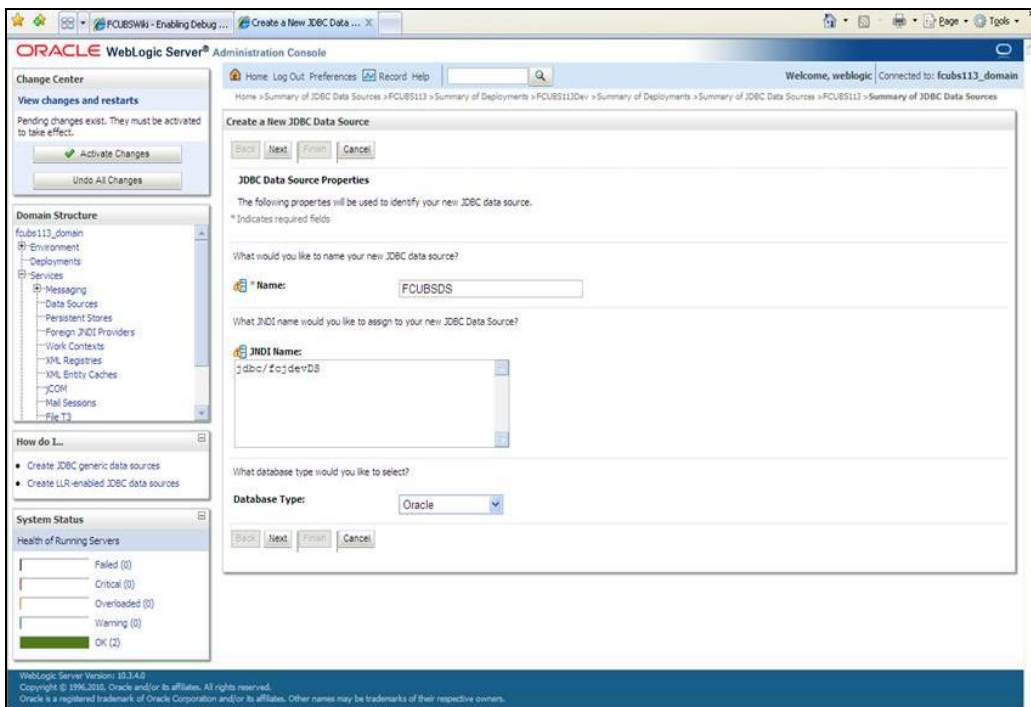 FCUBSWiki - Enabling Debug ...
Create a New JDBC Data ... X
Page
Tools
ORACLE WebLogic Server® Administration Console
Change Center
View changes and restarts
Pending changes exist. They must be activated
to take effect.
Activate Changes
Undo All Changes
Domain Structure
fcubs113_domain
Environment
Deployments
Services
Messaging
Data Sources
Persistent Stores
Foreign JNDI Providers
Work Contexts
XML Registries
XML Entity Caches
jCOM
Mail Sessions
File T3
How do I...
Create JDBC generic data sources
Create LLR-enabled JDBC data sources
System Status
Health of Running Servers
Failed (0)
Critical (0)
Overloaded (0)
Warning (0)
OK (2)
Home Log Out Preferences Record Help
Welcome, weblogic Connected to: fcubs113_domain
Home >Summary of JDBC Data Sources >FCUBS113 >Summary of Deployments >FCUBS113Dev >Summary of Deployments >Summary of JDBC Data Sources >FCUBS113 >Summary of JDBC Data Sources
Create a New JDBC Data Source
Back Next Finish Cancel
JDBC Data Source Properties
The following properties will be used to identify your new JDBC data source.
* Indicates required fields
What would you like to name your new JDBC data source?
* Name: FCUBSDS
What JNDI name would you like to assign to your new JDBC Data Source?
JNDI Name:
jdbc/fcjdevDS
What database type would you like to select?
Database Type: Oracle
Back Next Finish Cancel
WebLogic Server Version: 10.3.4.0
Copyright © 1996,2010, Oracle and/or its affiliates. All rights reserved.
Oracle is a registered trademark of Oracle Corporation and/or its affiliates. Other names may be trademarks of their respective owners.